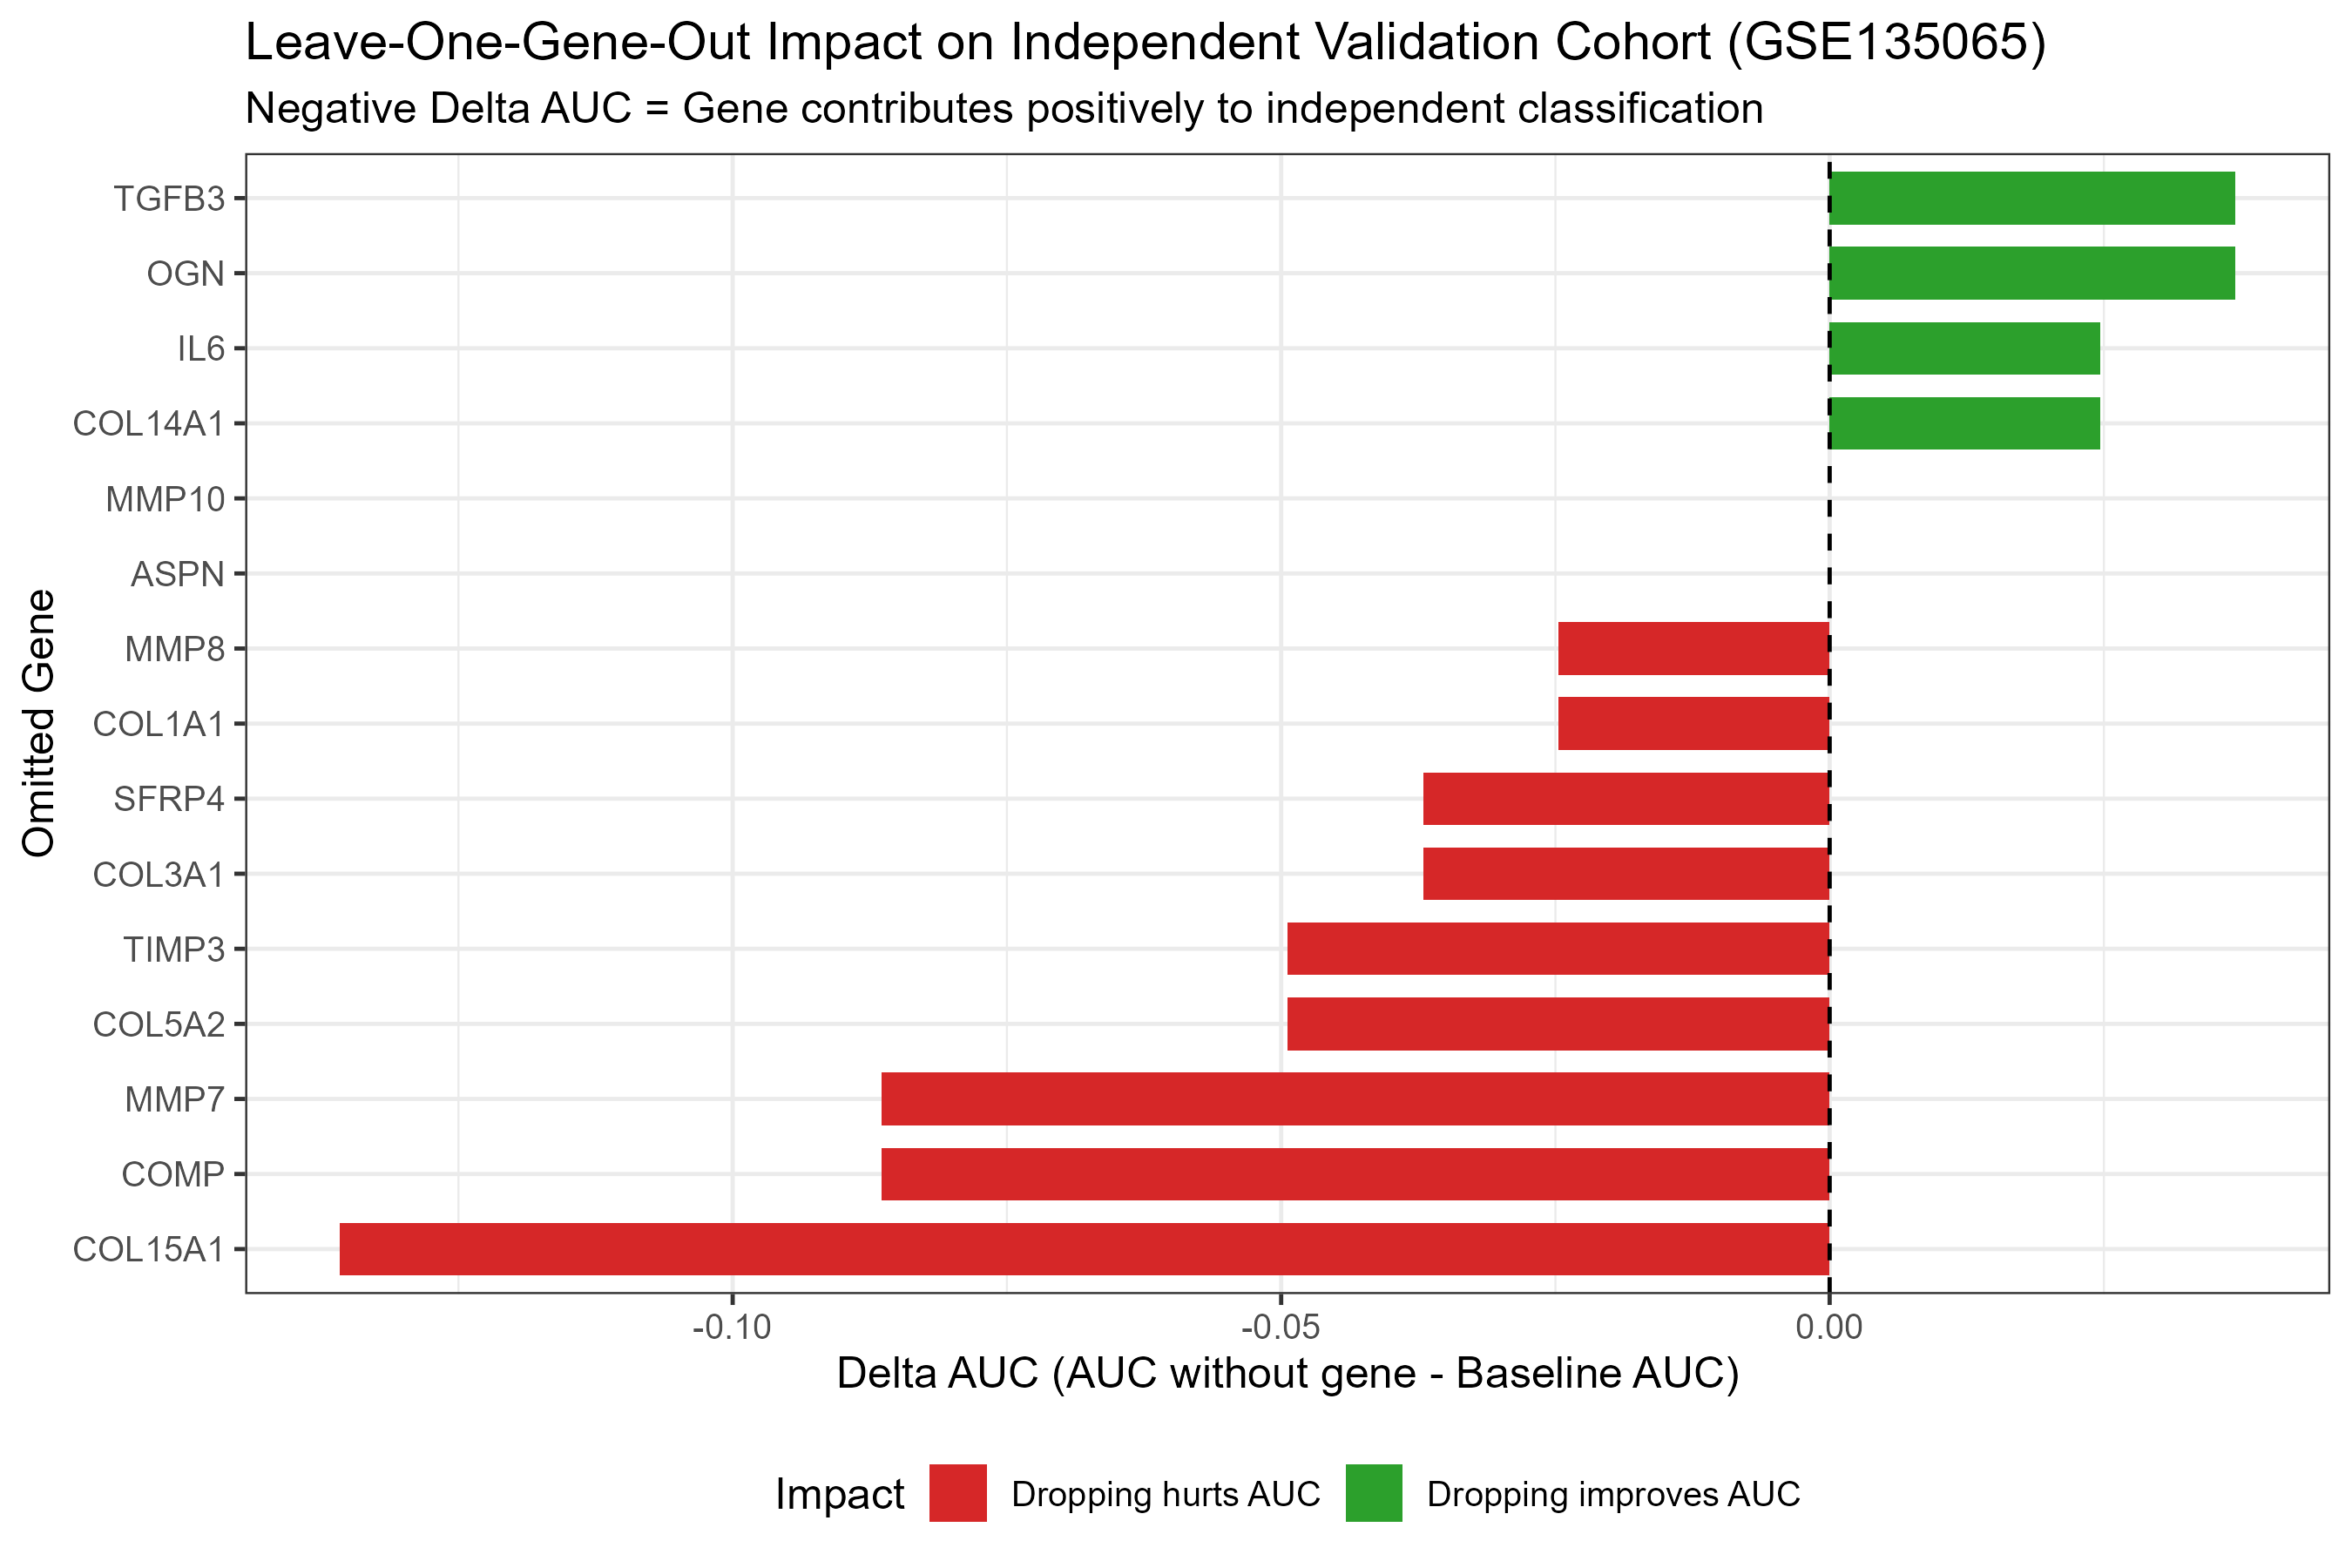 Leave-One-Gene-Out Impact on Independent Validation Cohort (GSE135065)
Negative Delta AUC = Gene contributes positively to independent classification
Omitted Gene
TGFB3
OGN
IL6
COL14A1
MMP10
ASPN
MMP8
COL1A1
SFRP4
COL3A1
TIMP3
COL5A2
MMP7
COMP
COL15A1
-0.10 -0.05 0.00
Delta AUC (AUC without gene - Baseline AUC)
Impact Dropping hurts AUC Dropping improves AUC